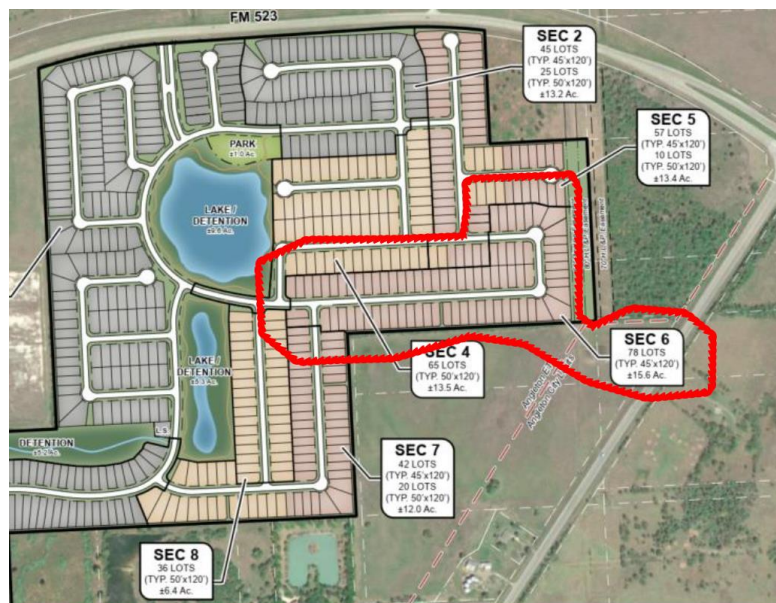 FM 523
SEC 2
45 LOTS
(TYP. 45'x120')
25 LOTS
(TYP. 50'x120')
±13.2 Ac.
SEC 5
57 LOTS
(TYP. 45'x120')
10 LOTS
(TYP. 50'x120')
±13.4 Ac.
PARK
±1.0 Ac.
LAKE /
DETENTION
SEC 6
78 LOTS
(TYP. 45'x120')
±15.6 Ac.
SEC 4
65 LOTS
(TYP. 50'x120')
±13.5 Ac.
LAKE /
DETENTION
L.S.
DETENTION
SEC 7
42 LOTS
(TYP. 45'x120')
20 LOTS
(TYP. 50'x120')
±12.0 Ac.
SEC 8
36 LOTS
(TYP. 50'x120')
±6.4 Ac.